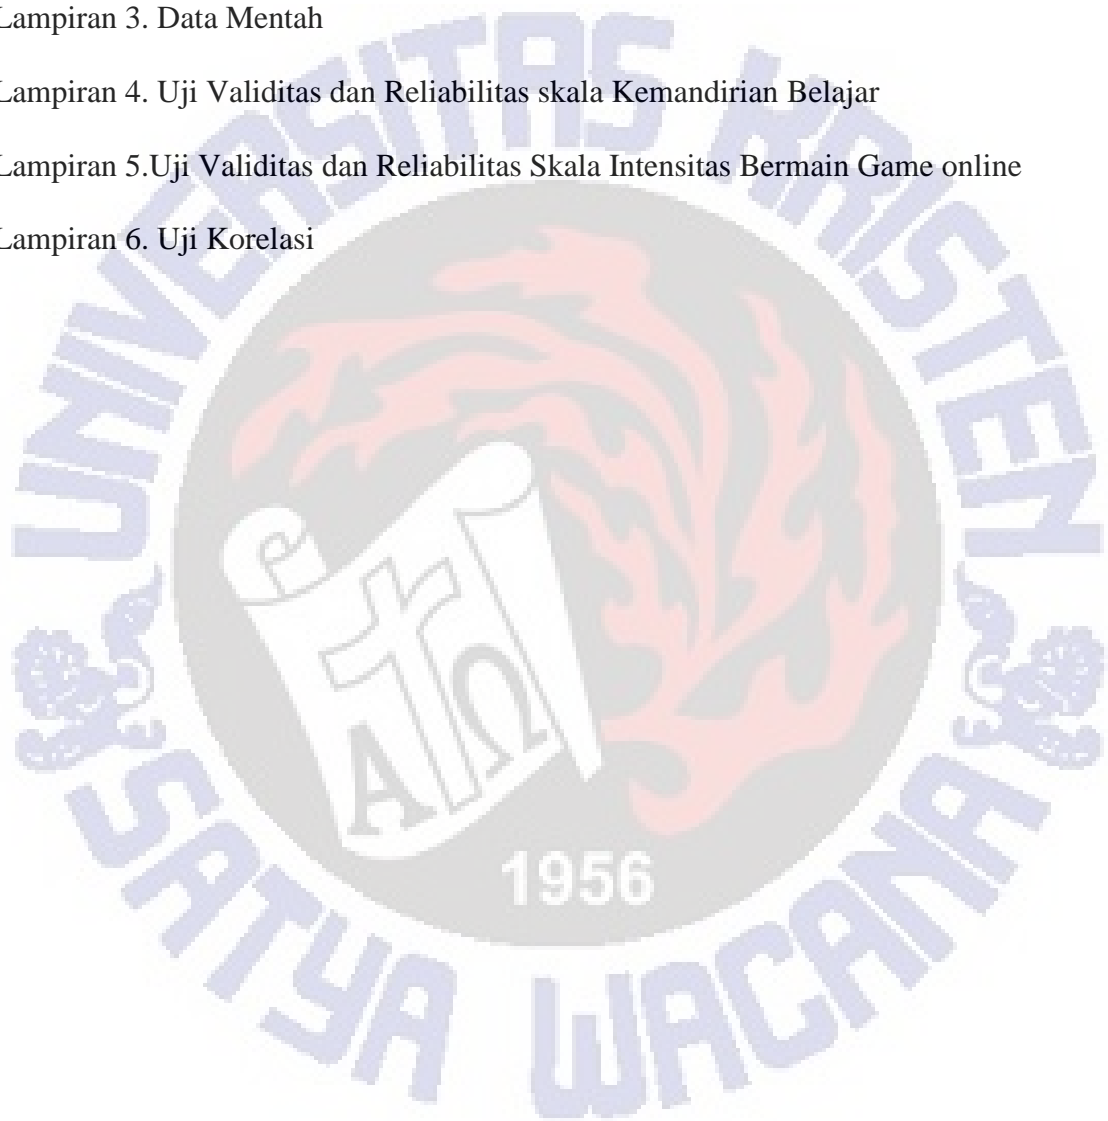 Lampiran 3. Data Mentah
Lampiran 4. Uji Validitas dan Reliabilitas skala Kemandirian Belajar
Lampiran 5.Uji Validitas dan Reliabilitas Skala Intensitas Bermain Game online
Lampiran 6. Uji Korelasi
UNIVERSITAS KRISTEN
Α Ω
1956
SATYA WACANA